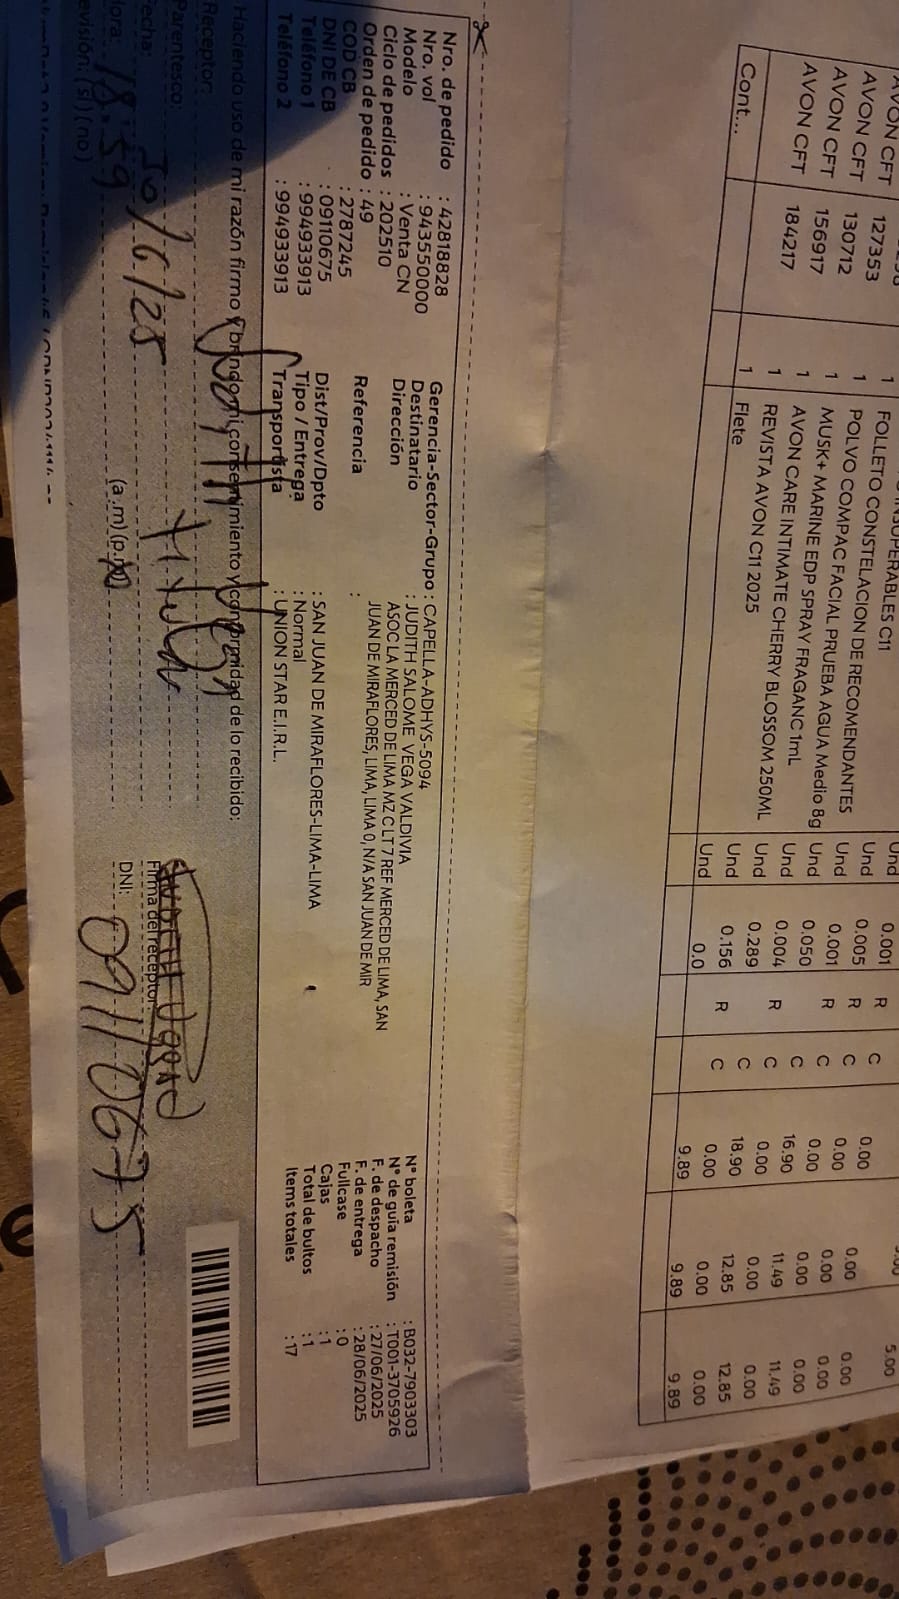 AVON CFT 127353 1 FOLLETO CONSTELACION DE RECOMENDANTES Und 0.005 R C 0.00 0.00 0.00
AVON CFT 130712 1 POLVO COMPAC FACIAL PRUEBA AGUA Medio 8g Und 0.001 R C 0.00 0.00 0.00
AVON CFT 156917 1 MUSK+ MARINE EDP SPRAY FRAGANC 1mL Und 0.050 C 16.90 11.49 11.49
AVON CFT 184217 1 AVON CARE INTIMATE CHERRY BLOSSOM 250ML Und 0.004 R C 0.00 0.00 0.00
1 REVISTA AVON C11 2025 Und 0.289 C 18.90 12.85 12.85
Und 0.156 R C 0.00 0.00 0.00
Cont... 1 Flete Und 0.0 9.89 9.89 9.89
Nro. de pedido : 42818828
Nro. vol : 943550000
Modelo : Venta CN
Ciclo de pedidos : 202510
Orden de pedido : 49
COD CB : 2787245
DNI DE CB : 09110675
Teléfono 1 : 994933913
Teléfono 2 : 994933913
Gerencia-Sector-Grupo : CAPELLA-ADHYS-5094
Destinatario : JUDITH SALOME VEGA VALDIVIA
Dirección ASOC LA MERCED DE LIMA MZ C LT 7 REF MERCED DE LIMA, SAN
JUAN DE MIRAFLORES, LIMA, LIMA 0, N/A SAN JUAN DE MIR
Referencia :
Dist/Prov/Dpto : SAN JUAN DE MIRAFLORES-LIMA-LIMA
Tipo / Entrega : Normal
Transportista : UNION STAR E.I.R.L.
N° boleta : B032-7903303
N° de guía remisión : T001-3705926
F. de despacho : 27/06/2025
F. de entrega : 28/06/2025
Fullcase : 0
Cajas : 1
Total de bultos : 1
Items totales : 17
Haciendo uso de mi razón firmo y brindo mi consentimiento y conformidad de lo recibido:
Receptor: Judith Vega
Parentesco: titular
Fecha: 30/6/25
Hora: 18:59 (a.m)(p.m)
Firma del receptor:
DNI: 09110675
(si) (no)